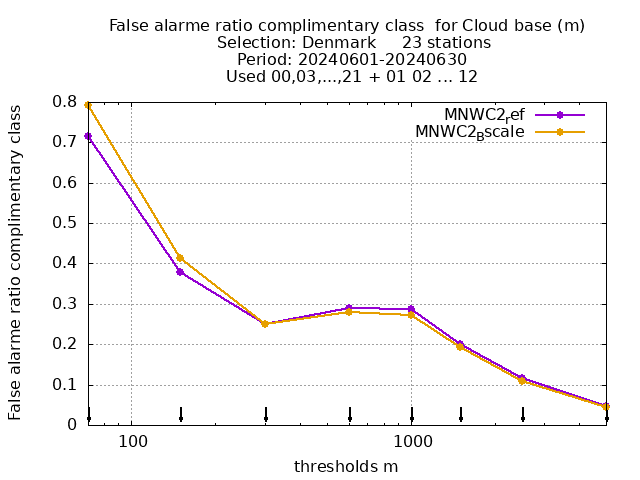 False alarme ratio complimentary class  for Cloud base (m)
Selection: Denmark     23 stations
Period: 20240601-20240630
Used 00,03,...,21 + 01 02 ... 12
False alarme ratio complimentary class
0.8
0.7
0.6
0.5
0.4
0.3
0.2
0.1
0
MNWC2ref
MNWC2Bscale
100
1000
thresholds m